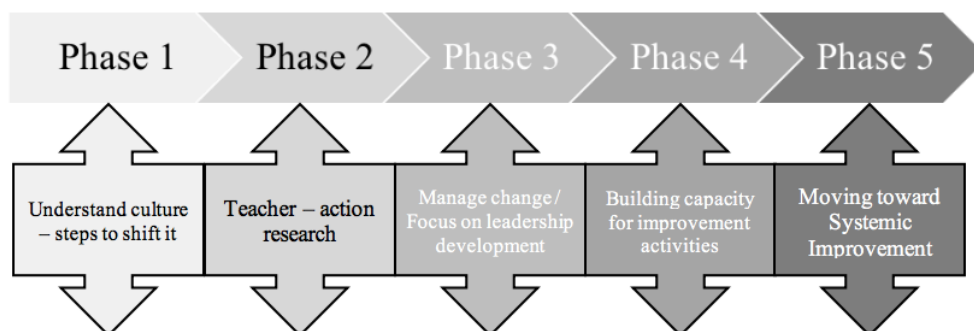 Phase 1
Phase 2
Phase 3
Phase 4
Phase 5
Understand culture
– steps to shift it
Teacher – action
research
Manage change /
Focus on leadership
development
Building capacity
for improvement
activities
Moving toward
Systemic
Improvement